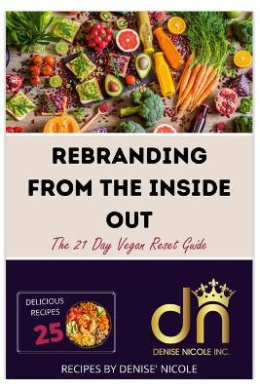 REBRANDING
FROM THE INSIDE
OUT
The 21 Day Vegan Reset Guide
DELICIOUS
RECIPES
25
dn
DENISE NICOLE INC.
RECIPES BY DENISE' NICOLE